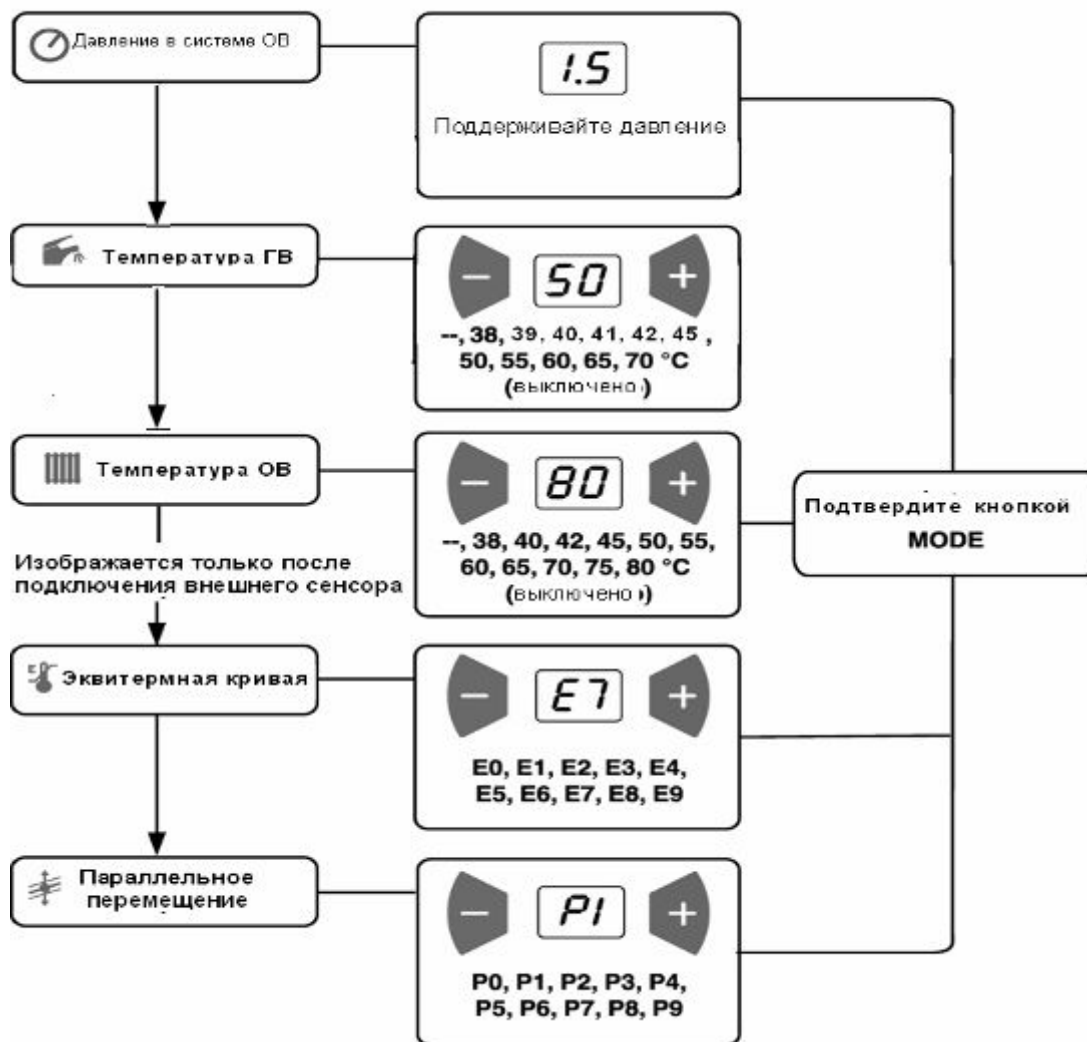 Давление в системе ОВ
1.5
Поддерживайте давление
Температура ГВ
− 50 +
--, 38, 39, 40, 41, 42, 45 ,
50, 55, 60, 65, 70 °C
(выключено)
Температура ОВ
− 80 +
--, 38, 40, 42, 45, 50, 55,
60, 65, 70, 75, 80 °C
(выключено)
Подтвердите кнопкой
MODE
Изображается только после
подключения внешнего сенсора
Эквитермная кривая
− E7 +
E0, E1, E2, E3, E4,
E5, E6, E7, E8, E9
Параллельное
перемещение
− P1 +
P0, P1, P2, P3, P4,
P5, P6, P7, P8, P9